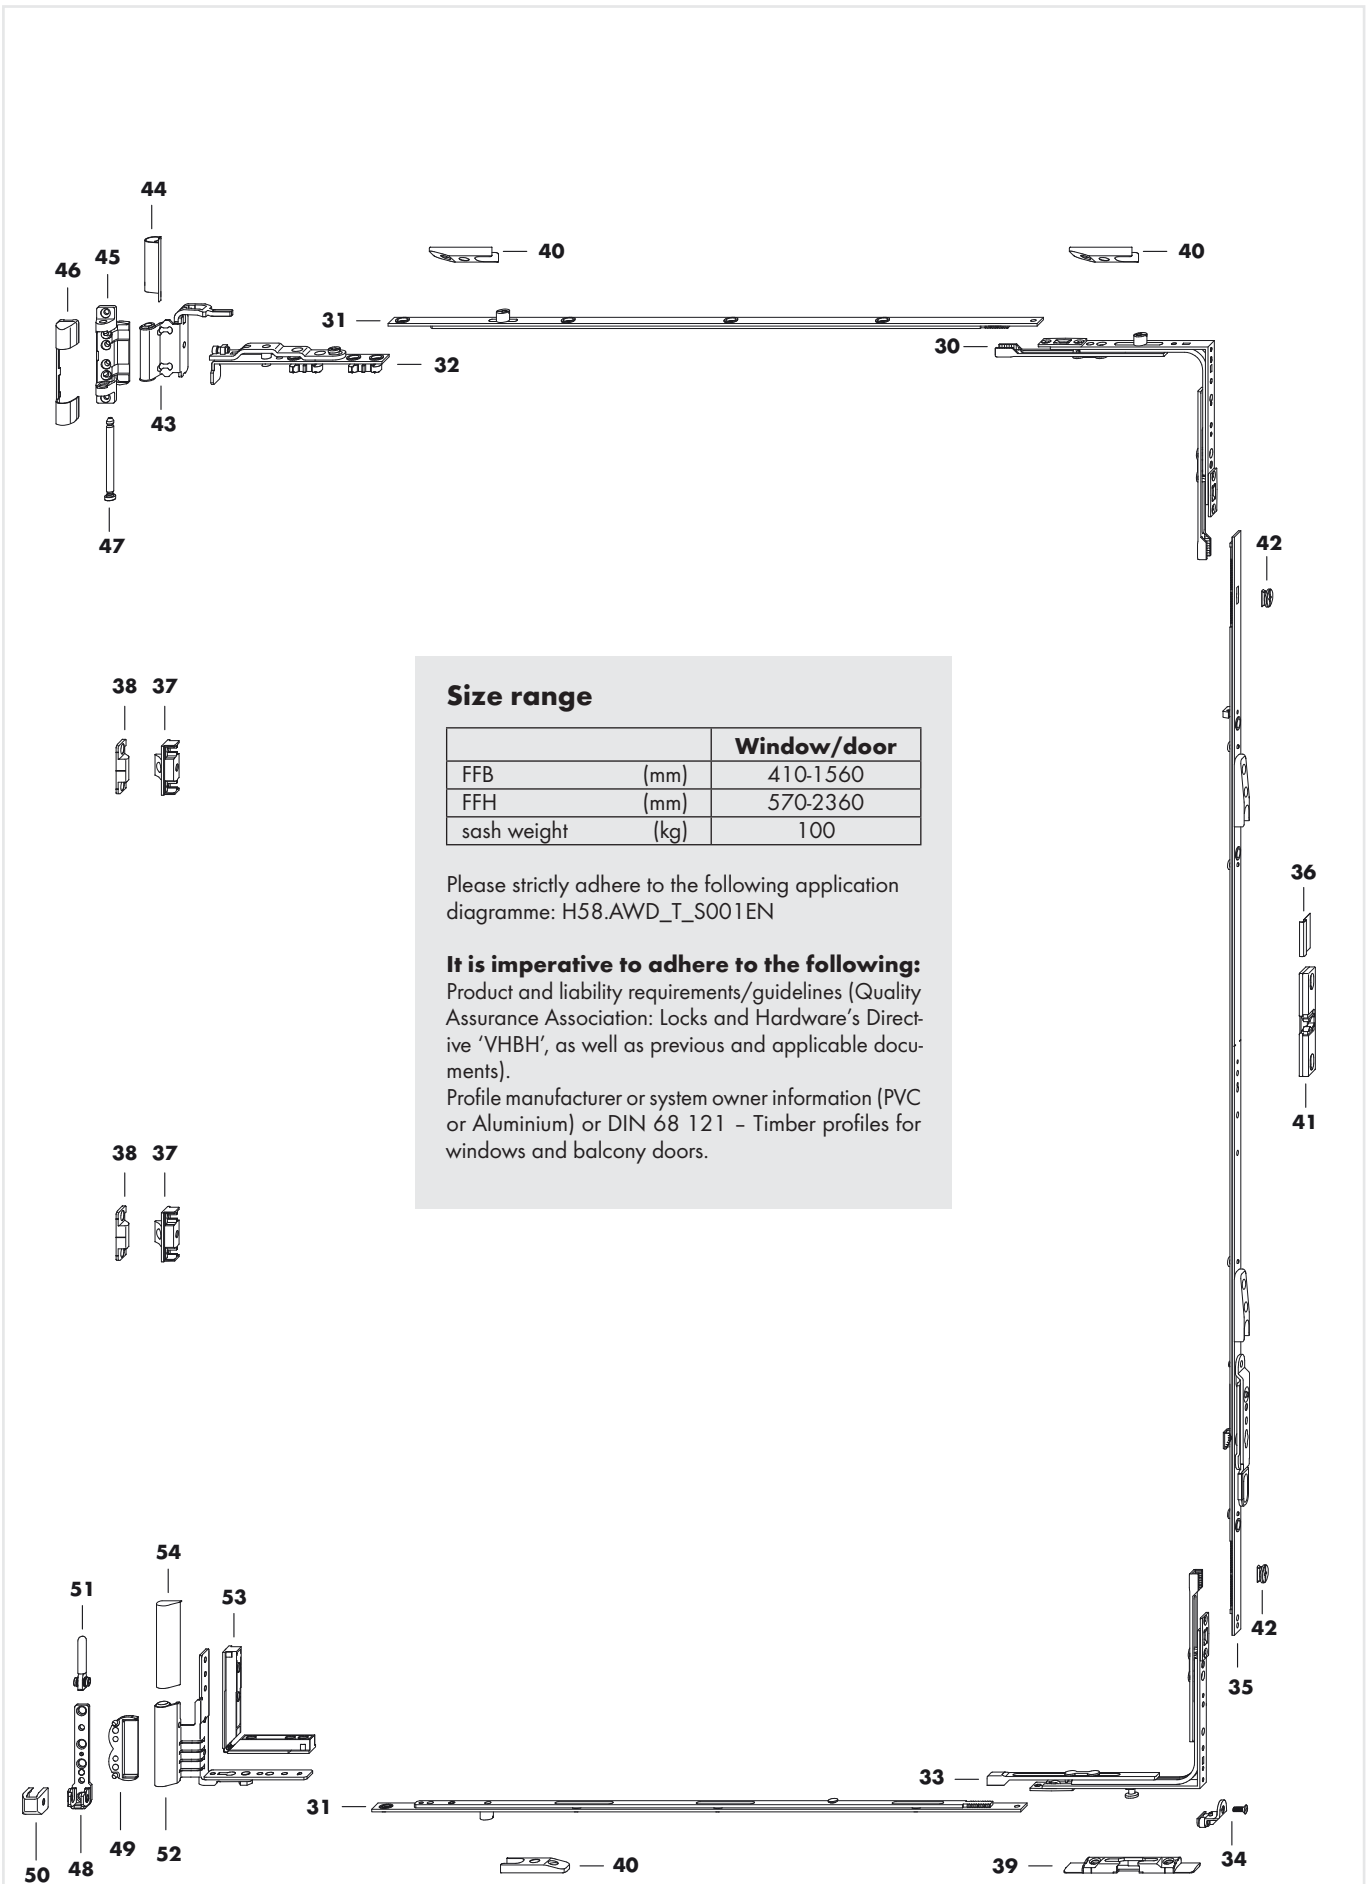 44
40
40
45
46
31
30
32
43
47
42
38 37
Size range
Window/door
FFB (mm) 410-1560
FFH (mm) 570-2360
sash weight (kg) 100
Please strictly adhere to the following application
diagramme: H58.AWD_T_S001EN
It is imperative to adhere to the following:
Product and liability requirements/guidelines (Quality
Assurance Association: Locks and Hardware's Direct-
ive 'VHBH', as well as previous and applicable docu-
ments).
Profile manufacturer or system owner information (PVC
or Aluminium) or DIN 68 121 – Timber profiles for
windows and balcony doors.
36
41
38 37
54
51
53
42
35
33
31
49
52
34
50
48
40
39